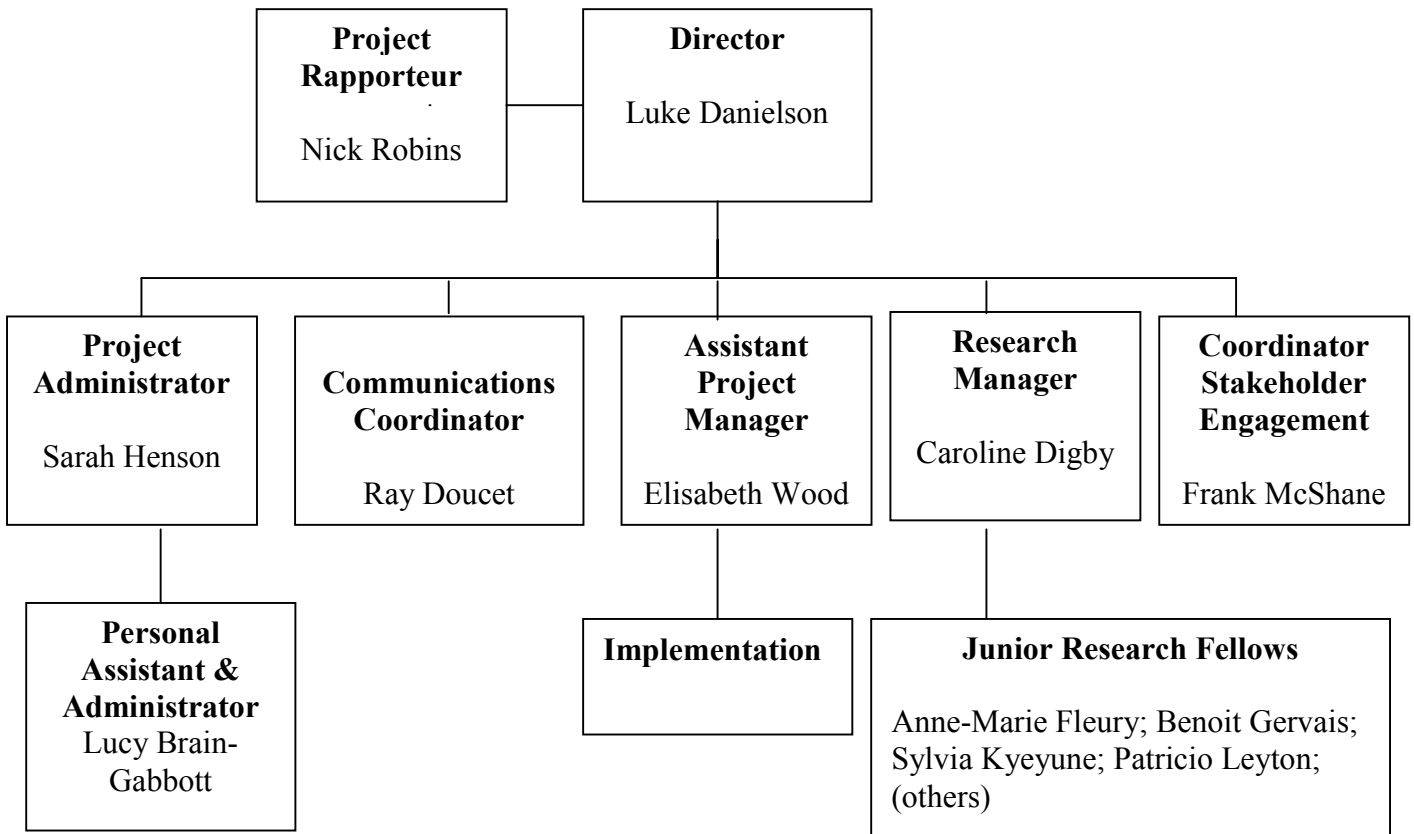 Project
Rapporteur
Nick Robins
Director
Luke Danielson
Project
Administrator
Sarah Henson
Communications
Coordinator
Ray Doucet
Assistant
Project
Manager
Elisabeth Wood
Research
Manager
Caroline Digby
Coordinator
Stakeholder
Engagement
Frank McShane
Personal
Assistant &
Administrator
Lucy Brain-
Gabbott
Implementation
Junior Research Fellows
Anne-Marie Fleury; Benoit Gervais;
Sylvia Kyeyune; Patricio Leyton;
(others)